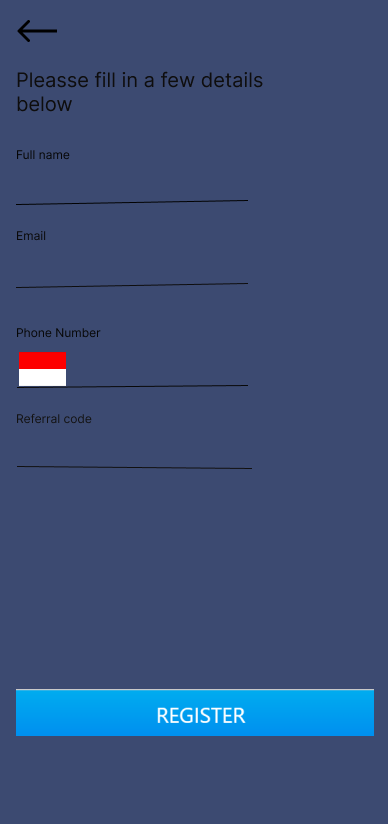 Pleasse fill in a few details
below
Full name
Email
Phone Number
Referral code
REGISTER